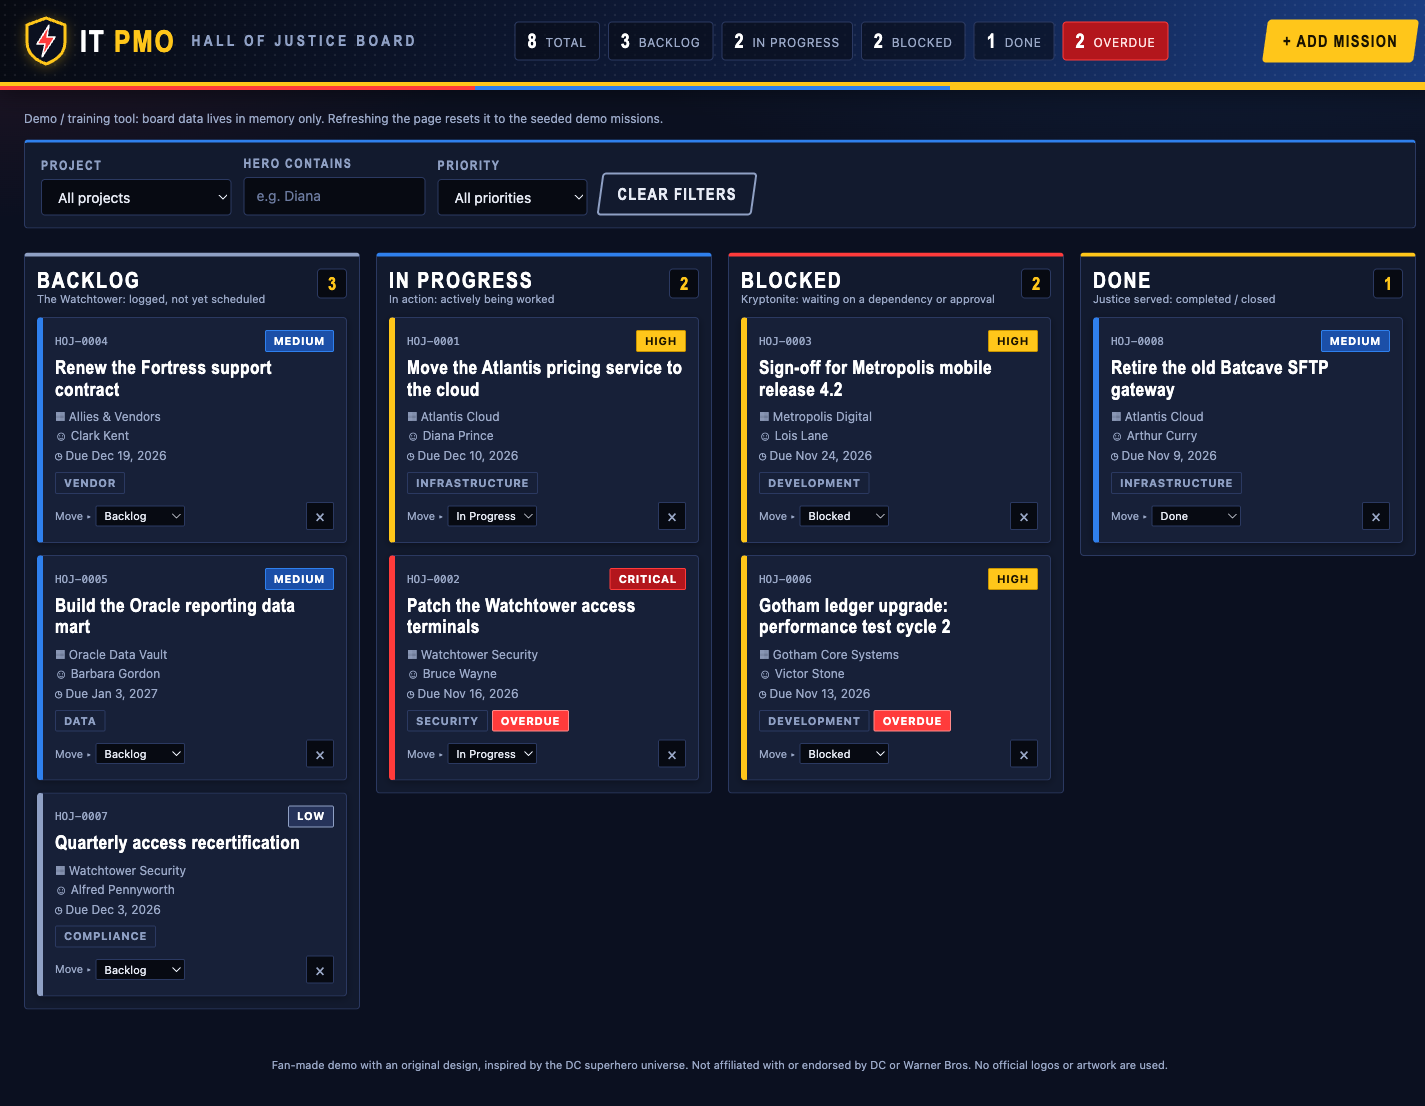 IT PMO HALL OF JUSTICE BOARD
8 TOTAL
3 BACKLOG
2 IN PROGRESS
2 BLOCKED
1 DONE
2 OVERDUE
+ ADD MISSION
Demo / training tool: board data lives in memory only. Refreshing the page resets it to the seeded demo missions.
PROJECT
All projects
HERO CONTAINS
e.g. Diana
PRIORITY
All priorities
CLEAR FILTERS
BACKLOG
3
The Watchtower: logged, not yet scheduled
HOJ-0004
MEDIUM
Renew the Fortress support
contract
Allies & Vendors
Clark Kent
Due Dec 19, 2026
VENDOR
Move ▸ Backlog
×
HOJ-0005
MEDIUM
Build the Oracle reporting data
mart
Oracle Data Vault
Barbara Gordon
Due Jan 3, 2027
DATA
Move ▸ Backlog
×
HOJ-0007
LOW
Quarterly access recertification
Watchtower Security
Alfred Pennyworth
Due Dec 3, 2026
COMPLIANCE
Move ▸ Backlog
×
IN PROGRESS
2
In action: actively being worked
HOJ-0001
HIGH
Move the Atlantis pricing service to
the cloud
Atlantis Cloud
Diana Prince
Due Dec 10, 2026
INFRASTRUCTURE
Move ▸ In Progress
×
HOJ-0002
CRITICAL
Patch the Watchtower access
terminals
Watchtower Security
Bruce Wayne
Due Nov 16, 2026
SECURITY OVERDUE
Move ▸ In Progress
×
BLOCKED
2
Kryptonite: waiting on a dependency or approval
HOJ-0003
HIGH
Sign-off for Metropolis mobile
release 4.2
Metropolis Digital
Lois Lane
Due Nov 24, 2026
DEVELOPMENT
Move ▸ Blocked
×
HOJ-0006
HIGH
Gotham ledger upgrade:
performance test cycle 2
Gotham Core Systems
Victor Stone
Due Nov 13, 2026
DEVELOPMENT OVERDUE
Move ▸ Blocked
×
DONE
1
Justice served: completed / closed
HOJ-0008
MEDIUM
Retire the old Batcave SFTP
gateway
Atlantis Cloud
Arthur Curry
Due Nov 9, 2026
INFRASTRUCTURE
Move ▸ Done
×
Fan-made demo with an original design, inspired by the DC superhero universe. Not affiliated with or endorsed by DC or Warner Bros. No official logos or artwork are used.